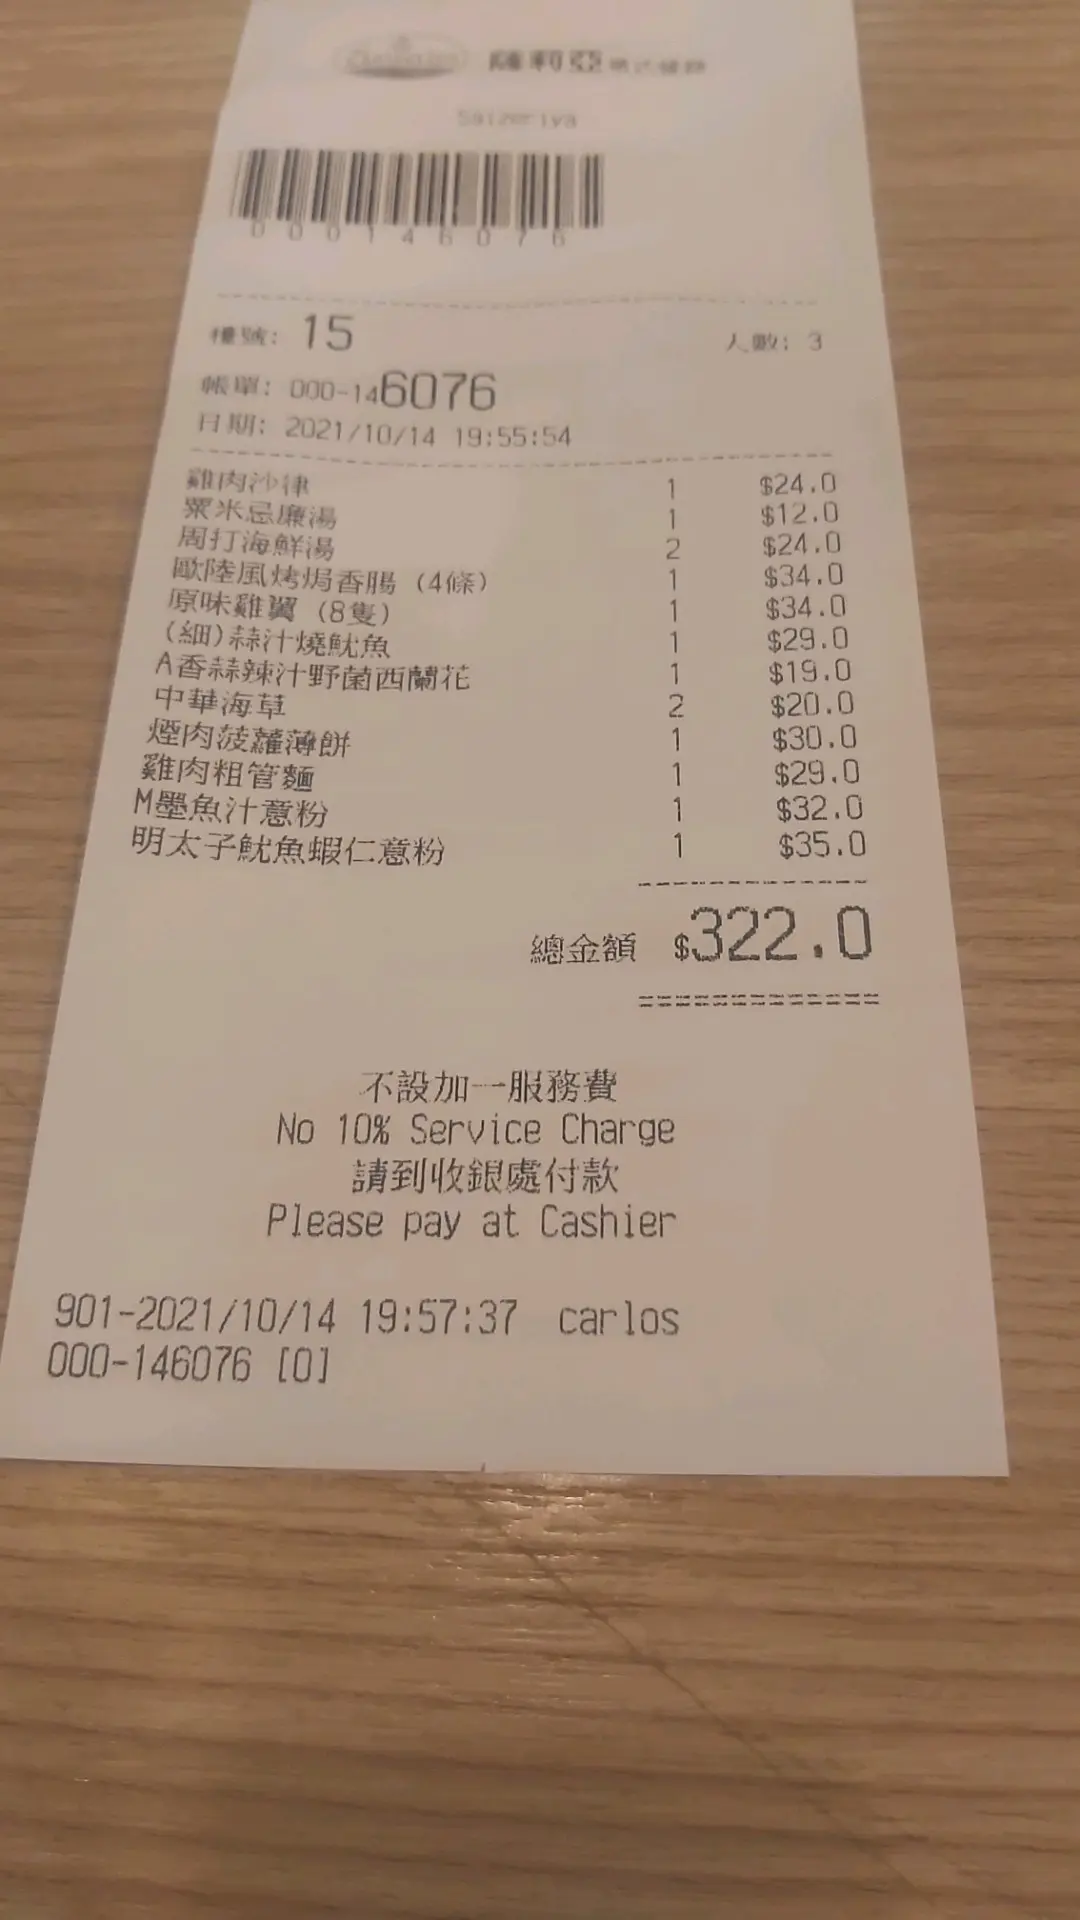 薩利亞
Saizeriya
000146076
檯號: 15 人數: 3
帳單: 000-146076
日期: 2021/10/14 19:55:54
雞肉沙律 1 $24.0
粟米忌廉湯 1 $12.0
周打海鮮湯 2 $24.0
歐陸風烤焗香腸 (4條) 1 $34.0
原味雞翼 (8隻) 1 $34.0
(細)蒜汁燒魷魚 1 $29.0
A香蒜辣汁野菌西蘭花 1 $19.0
中華海草 2 $20.0
煙肉菠蘿薄餅 1 $30.0
雞肉粗管麵 1 $29.0
M墨魚汁意粉 1 $32.0
明太子魷魚蝦仁意粉 1 $35.0
總金額 $322.0
不設加一服務費
No 10% Service Charge
請到收銀處付款
Please pay at Cashier
901-2021/10/14 19:57:37 carlos
000-146076 [0]